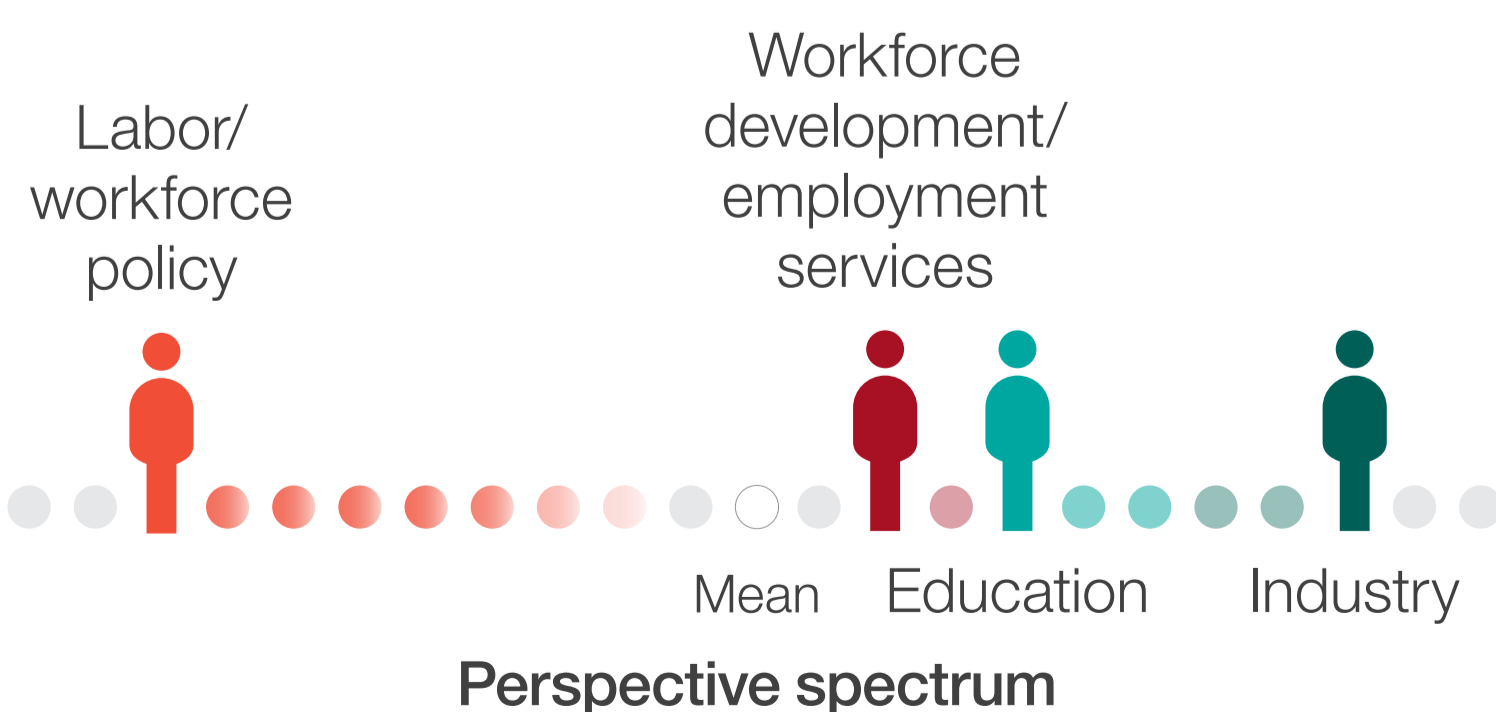 Labor/
workforce
policy
Workforce
development/
employment
services
Mean
Education
Industry
Perspective spectrum